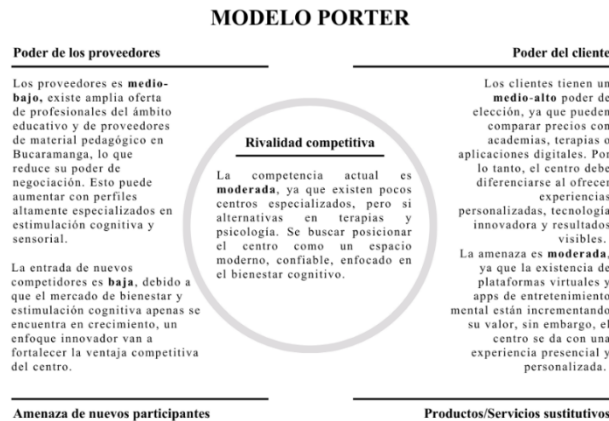 MODELO PORTER
Poder de los proveedores
Los proveedores es medio-
bajo, existe amplia oferta
de profesionales del ámbito
educativo y de proveedores
de material pedagógico en
Bucaramanga, lo que
reduce su poder de
negociación. Esto puede
aumentar con perfiles
altamente especializados en
estimulación cognitiva y
sensorial.
La entrada de nuevos
competidores es baja, debido a
que el mercado de bienestar y
estimulación cognitiva apenas se
encuentra en crecimiento, un
enfoque innovador van a
fortalecer la ventaja competitiva
del centro.
Amenaza de nuevos participantes
Rivalidad competitiva
La competencia actual es
moderada, ya que existen pocos
centros especializados, pero si
alternativas en terapias y
psicología. Se buscar posicionar
el centro como un espacio
moderno, confiable, enfocado en
el bienestar cognitivo.
Poder del cliente
Los clientes tienen un
medio-alto poder de
elección, ya que pueden
comparar precios con
academias, terapias o
aplicaciones digitales. Por
lo tanto, el centro debe
diferenciarse al ofrecer
experiencias
personalizadas, tecnología
innovadora y resultados
visibles.
La amenaza es moderada,
ya que la existencia de
plataformas virtuales y
apps de entretenimiento
mental están incrementando
su valor, sin embargo, el
centro se da con una
experiencia presencial y
personalizada.
Productos/Servicios sustitutivos